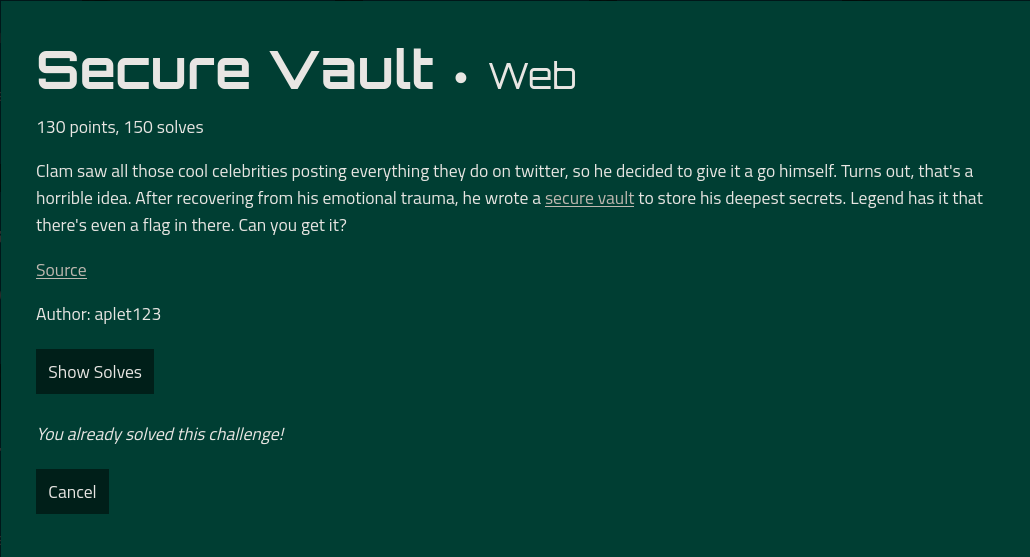 Secure Vault • Web
130 points, 150 solves
Clam saw all those cool celebrities posting everything they do on twitter, so he decided to give it a go himself. Turns out, that's a
horrible idea. After recovering from his emotional trauma, he wrote a secure vault to store his deepest secrets. Legend has it that
there's even a flag in there. Can you get it?
Source
Author: aplet123
Show Solves
You already solved this challenge!
Cancel